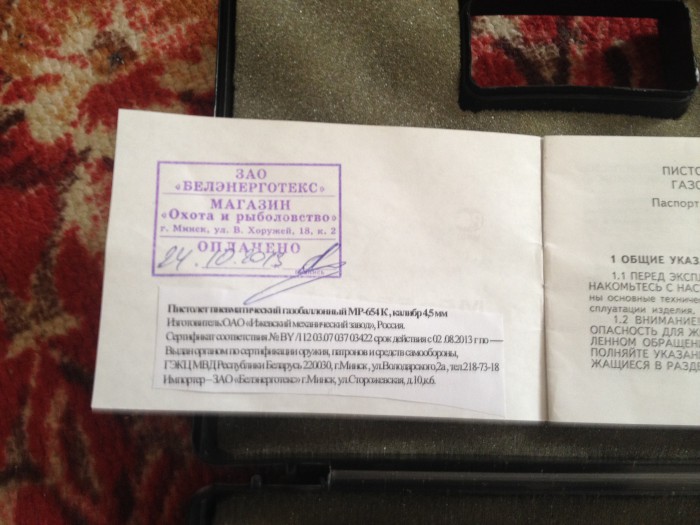 ЗАО
«БЕЛЭНЕРГОТЕКС»
МАГАЗИН
«Охота и рыболовство»
г. Минск, ул. В. Хоружей, 18, к. 2
ОПЛАЧЕНО
24.10.2013
Пистолет пневматический газобаллонный МР-654 К, калибр 4,5 мм
Изготовитель ОАО «Ижевский механический завод», Россия.
Сертификат соответствия № BY / 112 03.07 037 03422 срок действия с 02.08.2013 г по —
Выдан органом по сертификации оружия, патронов и средств самообороны,
ГЭКЦ МВД Республики Беларусь 220030, г.Минск, ул.Володарского,2а, тел.218-73-18
Импортер – ЗАО «Белэнерготекс» г.Минск, ул.Сторожевская, д.10,к.6.
ПИСТО
ГАЗО
Паспорт
1 ОБЩИЕ УКАЗА
1.1 ПЕРЕД ЭКСПЛ
НАКОМЬТЕСЬ С НАС
ны основные техниче
сплуатации изделия,
1.2 ВНИМАНИЕ!
ОПАСНОСТЬ ДЛЯ Ж
ЛЕННОМ ОБРАЩЕНИ
ПОЛНЯЙТЕ УКАЗАНИ
ЖАЩИЕСЯ В РАЗДЕ